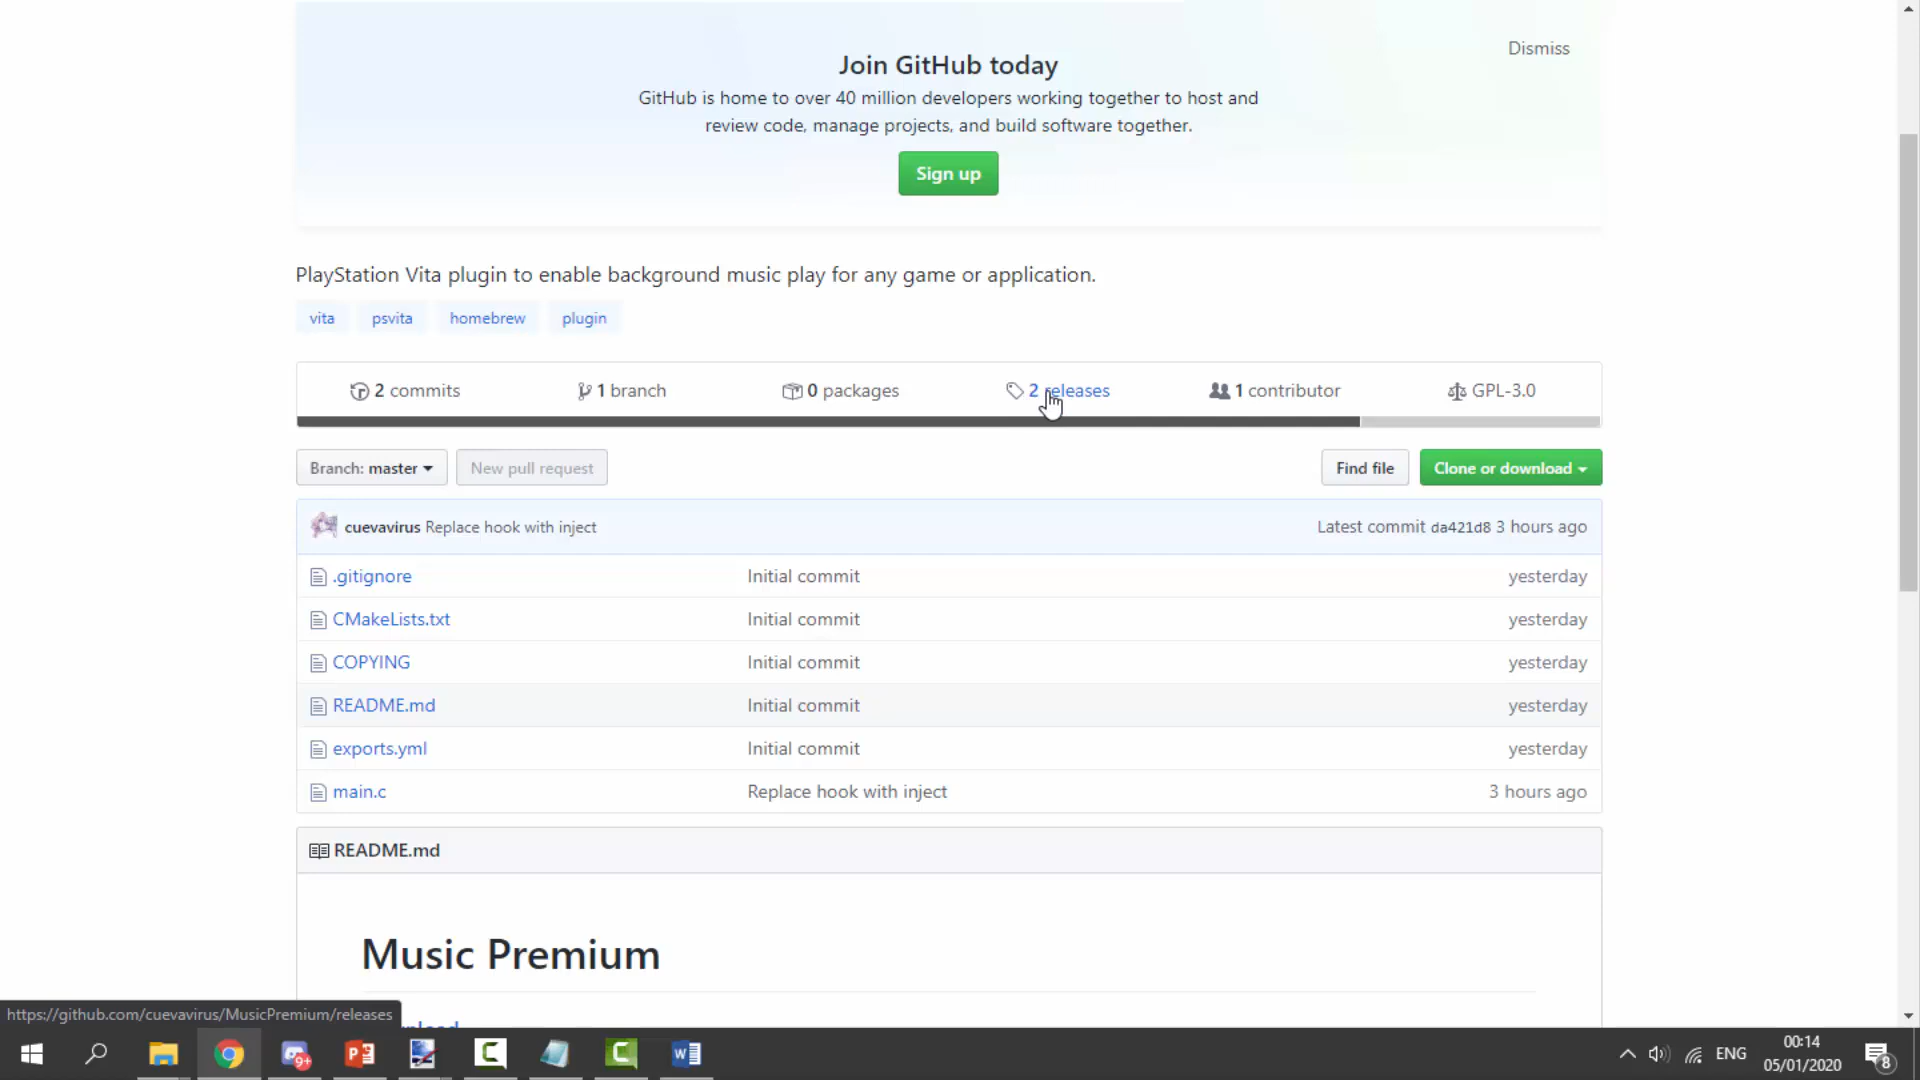 Dismiss
Join GitHub today
GitHub is home to over 40 million developers working together to host and
review code, manage projects, and build software together.
Sign up
PlayStation Vita plugin to enable background music play for any game or application.
vita psvita homebrew plugin
2 commits 1 branch 0 packages 2 releases 1 contributor GPL-3.0
Branch: master New pull request Find file Clone or download
cuevavirus Replace hook with inject Latest commit da421d8 3 hours ago
.gitignore Initial commit yesterday
CMakeLists.txt Initial commit yesterday
COPYING Initial commit yesterday
README.md Initial commit yesterday
exports.yml Initial commit yesterday
main.c Replace hook with inject 3 hours ago
README.md
Music Premium
https://github.com/cuevavirus/MusicPremium/releases
9+ ENG 00:14
05/01/2020 8